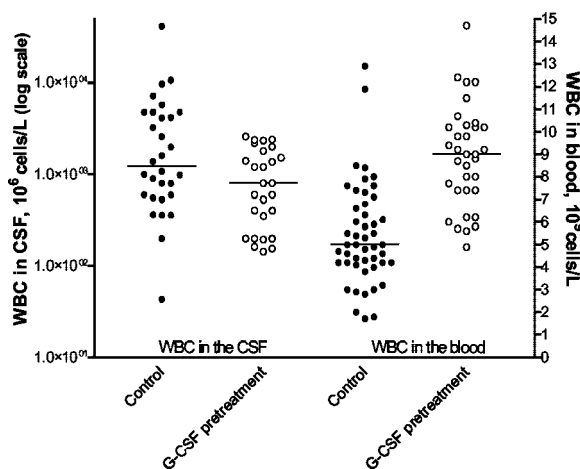 WBC in CSF, 10⁶ cells/L (log scale)
1.0×10⁰⁴
1.0×10⁰³
1.0×10⁰²
1.0×10⁰¹
WBC in the CSF
WBC in the blood
Control
G-CSF pretreatment
Control
G-CSF pretreatment
15
14
13
12
11
10
9
8
7
6
5
4
3
2
1
0
WBC in blood, 10⁹ cells/L